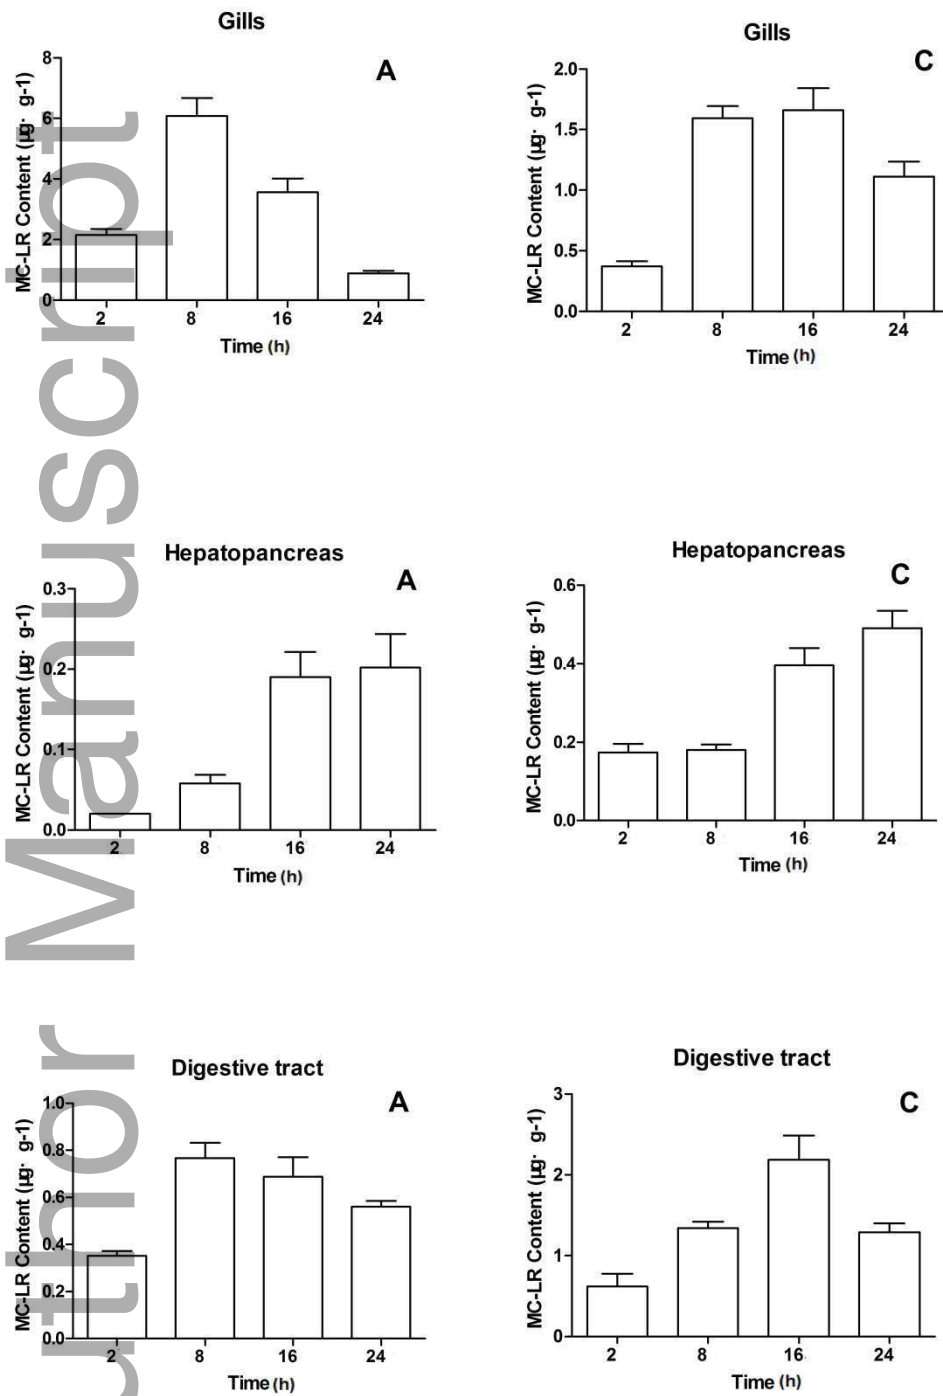 Gills
A
MC-LR Content (µg· g-1)
8
6
4
2
0
2 8 16 24
Time (h)
Gills
C
MC-LR Content (µg· g-1)
2.0
1.5
1.0
0.5
0.0
2 8 16 24
Time (h)
Hepatopancreas
A
MC-LR Content (µg· g-1)
0.3
0.2
0.1
0.0
2 8 16 24
Time (h)
Hepatopancreas
C
MC-LR Content (µg· g-1)
0.6
0.4
0.2
0.0
2 8 16 24
Time (h)
Digestive tract
A
MC-LR Content (µg· g-1)
1.0
0.8
0.6
0.4
0.2
0.0
2 8 16 24
Time (h)
Digestive tract
C
MC-LR Content (µg· g-1)
3
2
1
0
2 8 16 24
Time (h)
uthor Manuscript